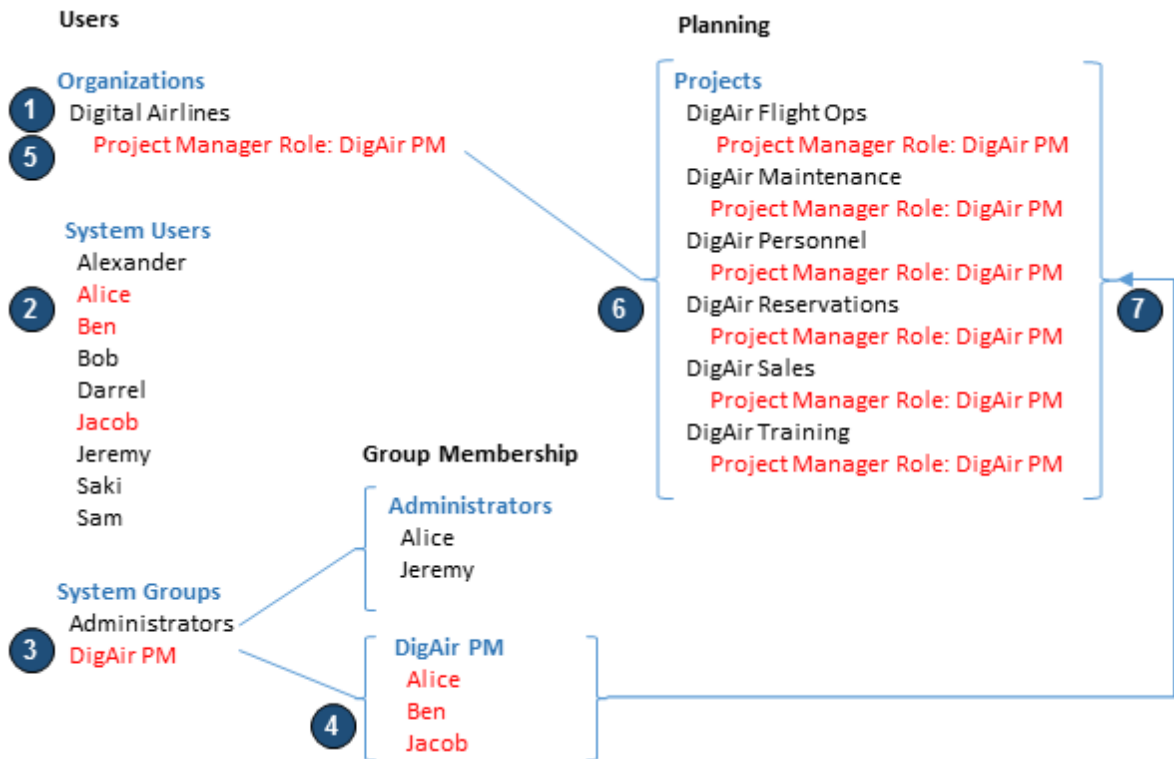 Users
Organizations
1
Digital Airlines
5
Project Manager Role: DigAir PM
System Users
Alexander
2
Alice
Ben
Bob
Darrel
Jacob
Jeremy
Saki
Sam
System Groups
Administrators
3
DigAir PM
Group Membership
Administrators
Alice
Jeremy
DigAir PM
Alice
4
Ben
Jacob
Planning
Projects
DigAir Flight Ops
Project Manager Role: DigAir PM
DigAir Maintenance
Project Manager Role: DigAir PM
DigAir Personnel
Project Manager Role: DigAir PM
6
DigAir Reservations
7
Project Manager Role: DigAir PM
DigAir Sales
Project Manager Role: DigAir PM
DigAir Training
Project Manager Role: DigAir PM